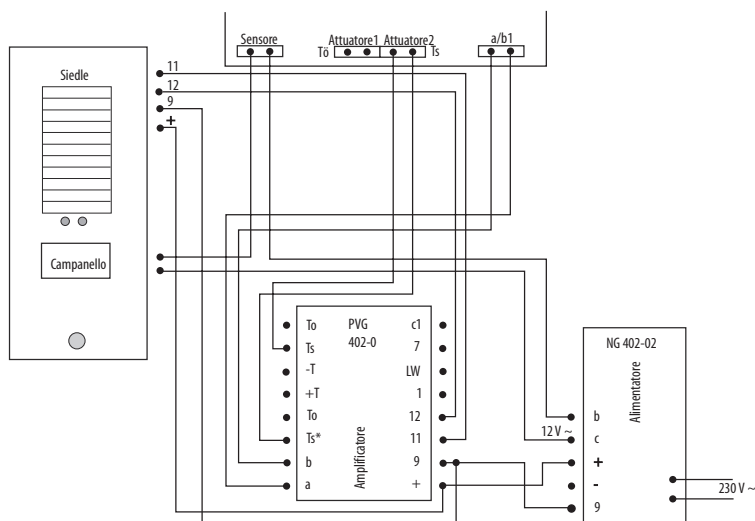 Sensore
Attuatore1 Attuatore2
Tö
Ts
a/b1
Siedle
11
12
9
+
Campanello
PVG
402-0
Amplificatore
To
Ts
-T
+T
To
Ts*
b
a
c1
7
LW
1
12
11
9
+
NG 402-02
Alimentatore
12 V ~
b
c
+
-
9
230 V ~